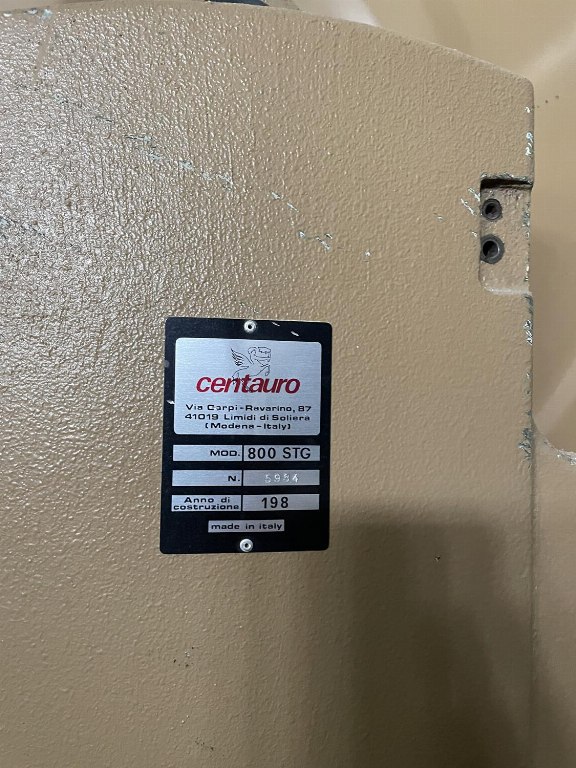 centauro
Via Carpi-Ravarino, 87
41019 Limidi di Soliera
(Modena-Italy)
MOD. 800 STG
N. 5984
Anno di costruzione 198
made in italy